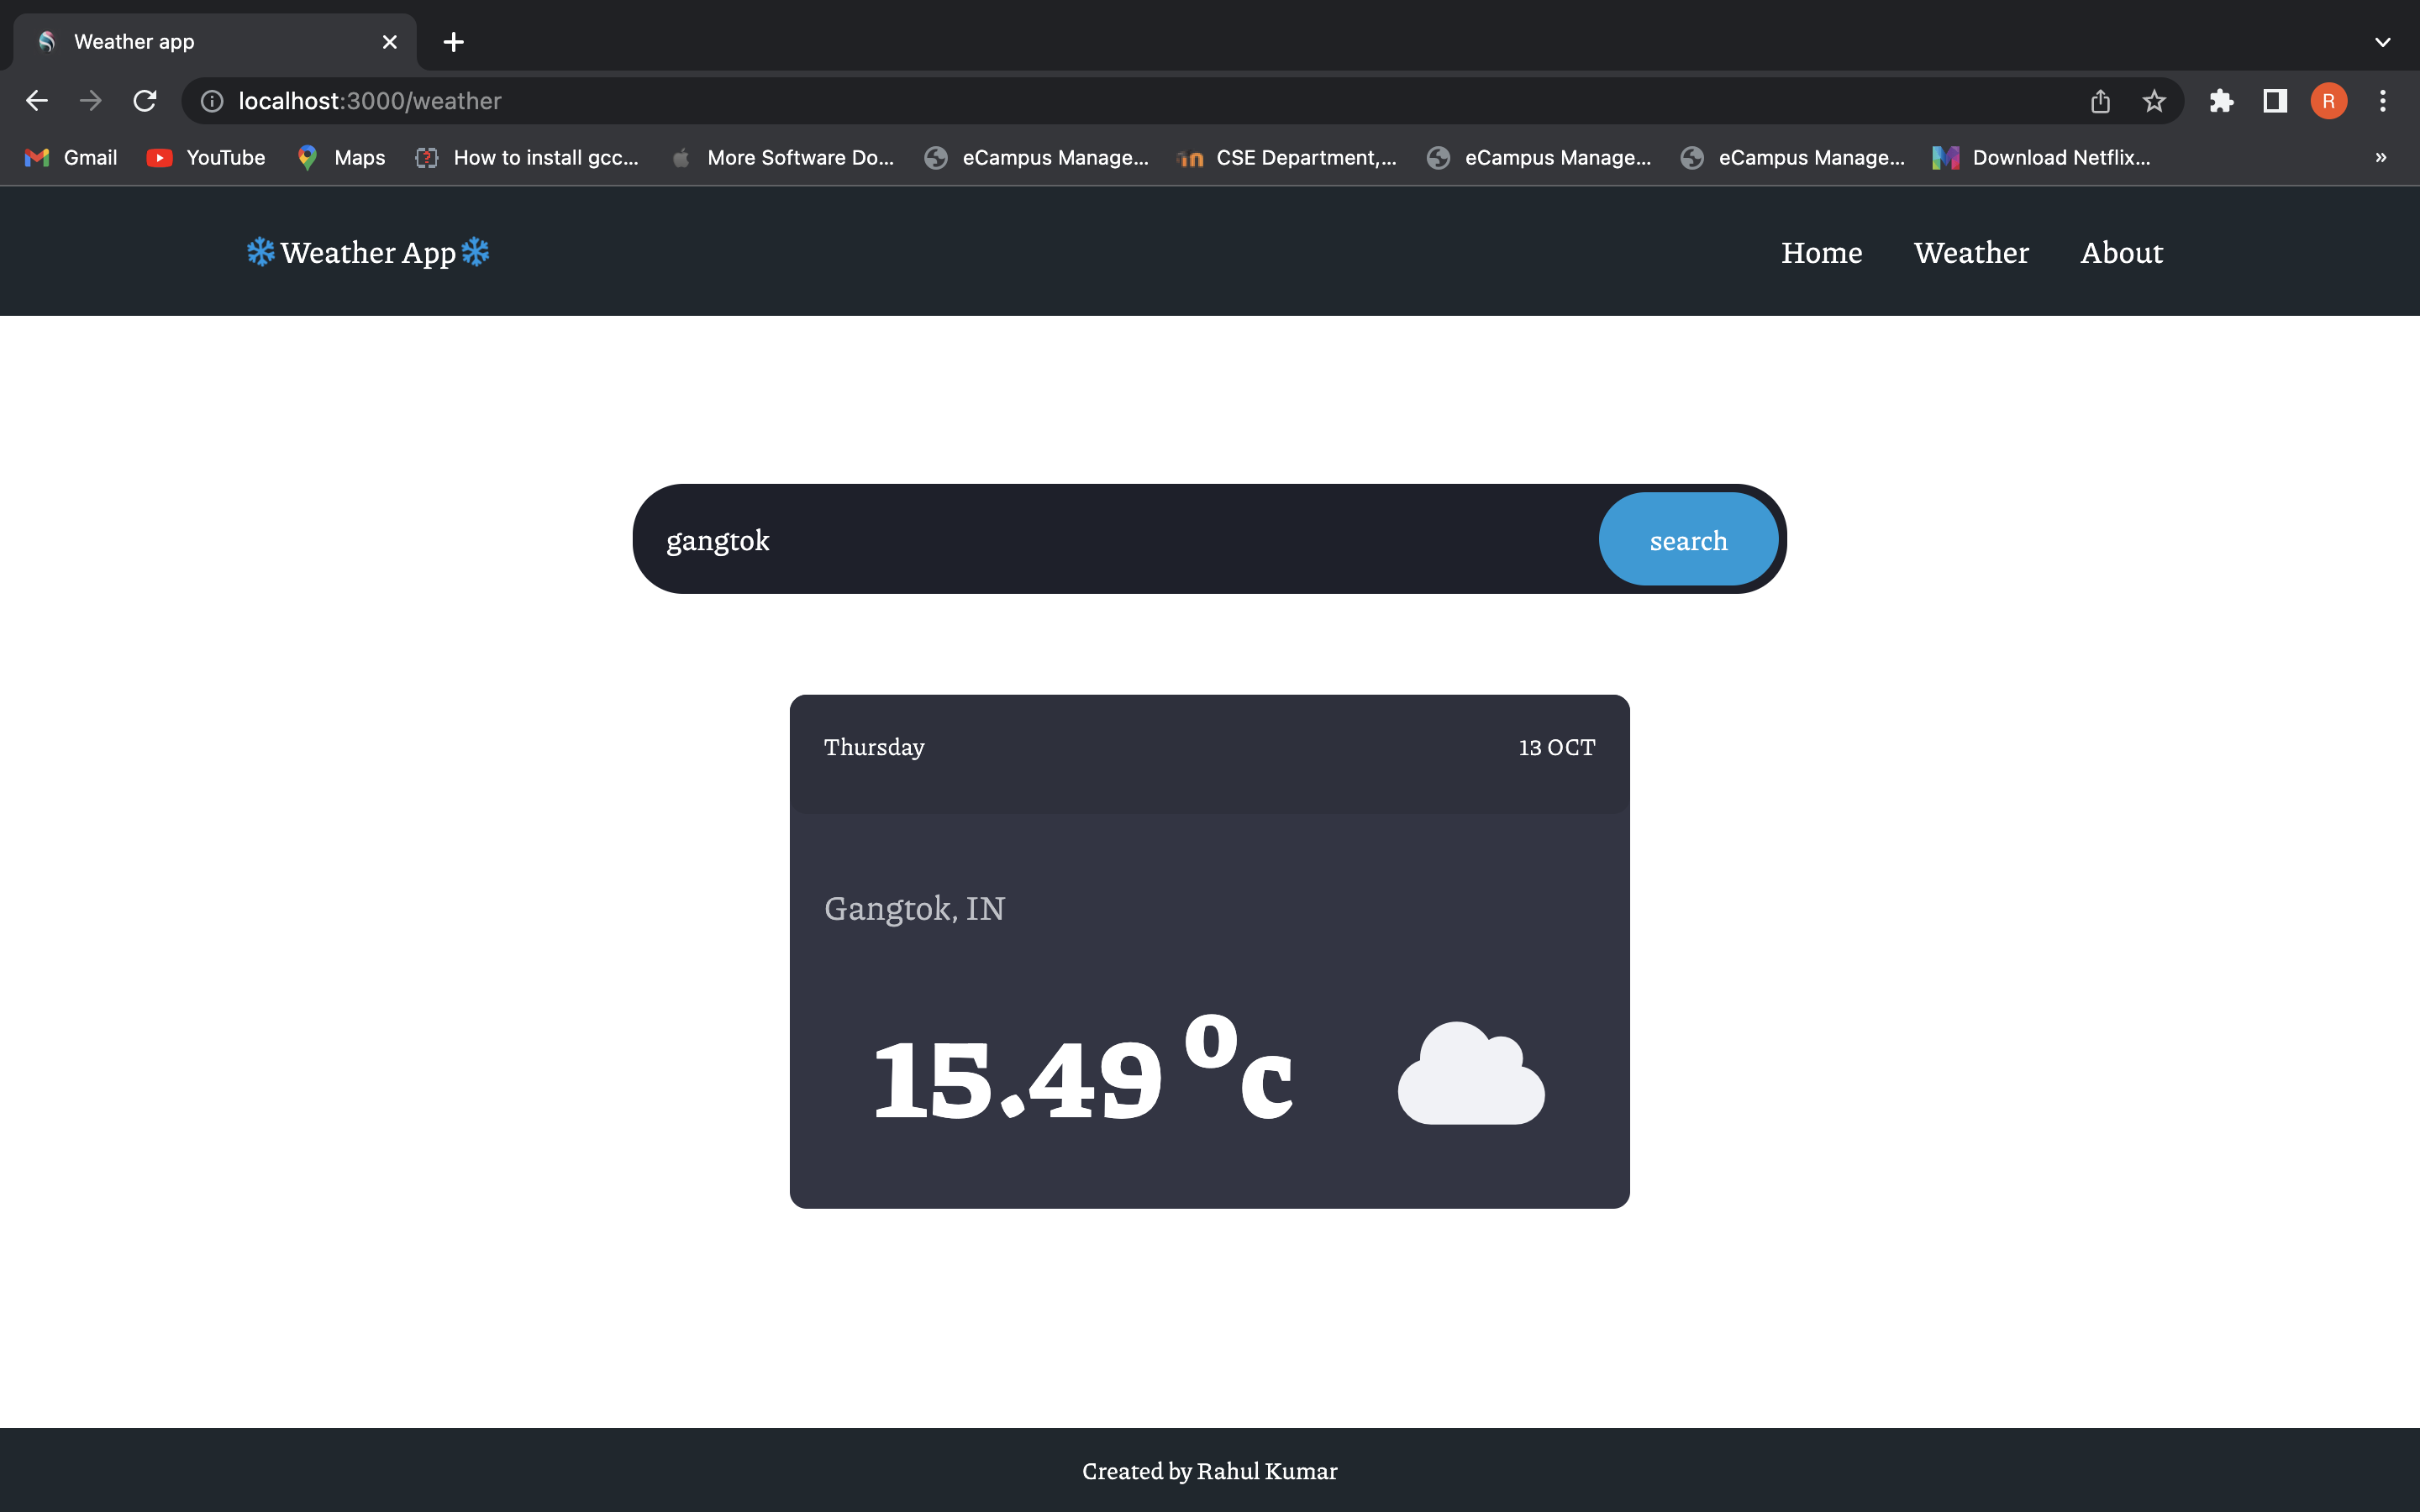 Weather app
localhost:3000/weather
R
Gmail YouTube Maps How to install gcc... More Software Do... eCampus Manage... CSE Department,... eCampus Manage... eCampus Manage... Download Netflix... »
❄️Weather App❄️ Home Weather About
gangtok search
Thursday 13 OCT
Gangtok, IN
15.49 ºc
Created by Rahul Kumar